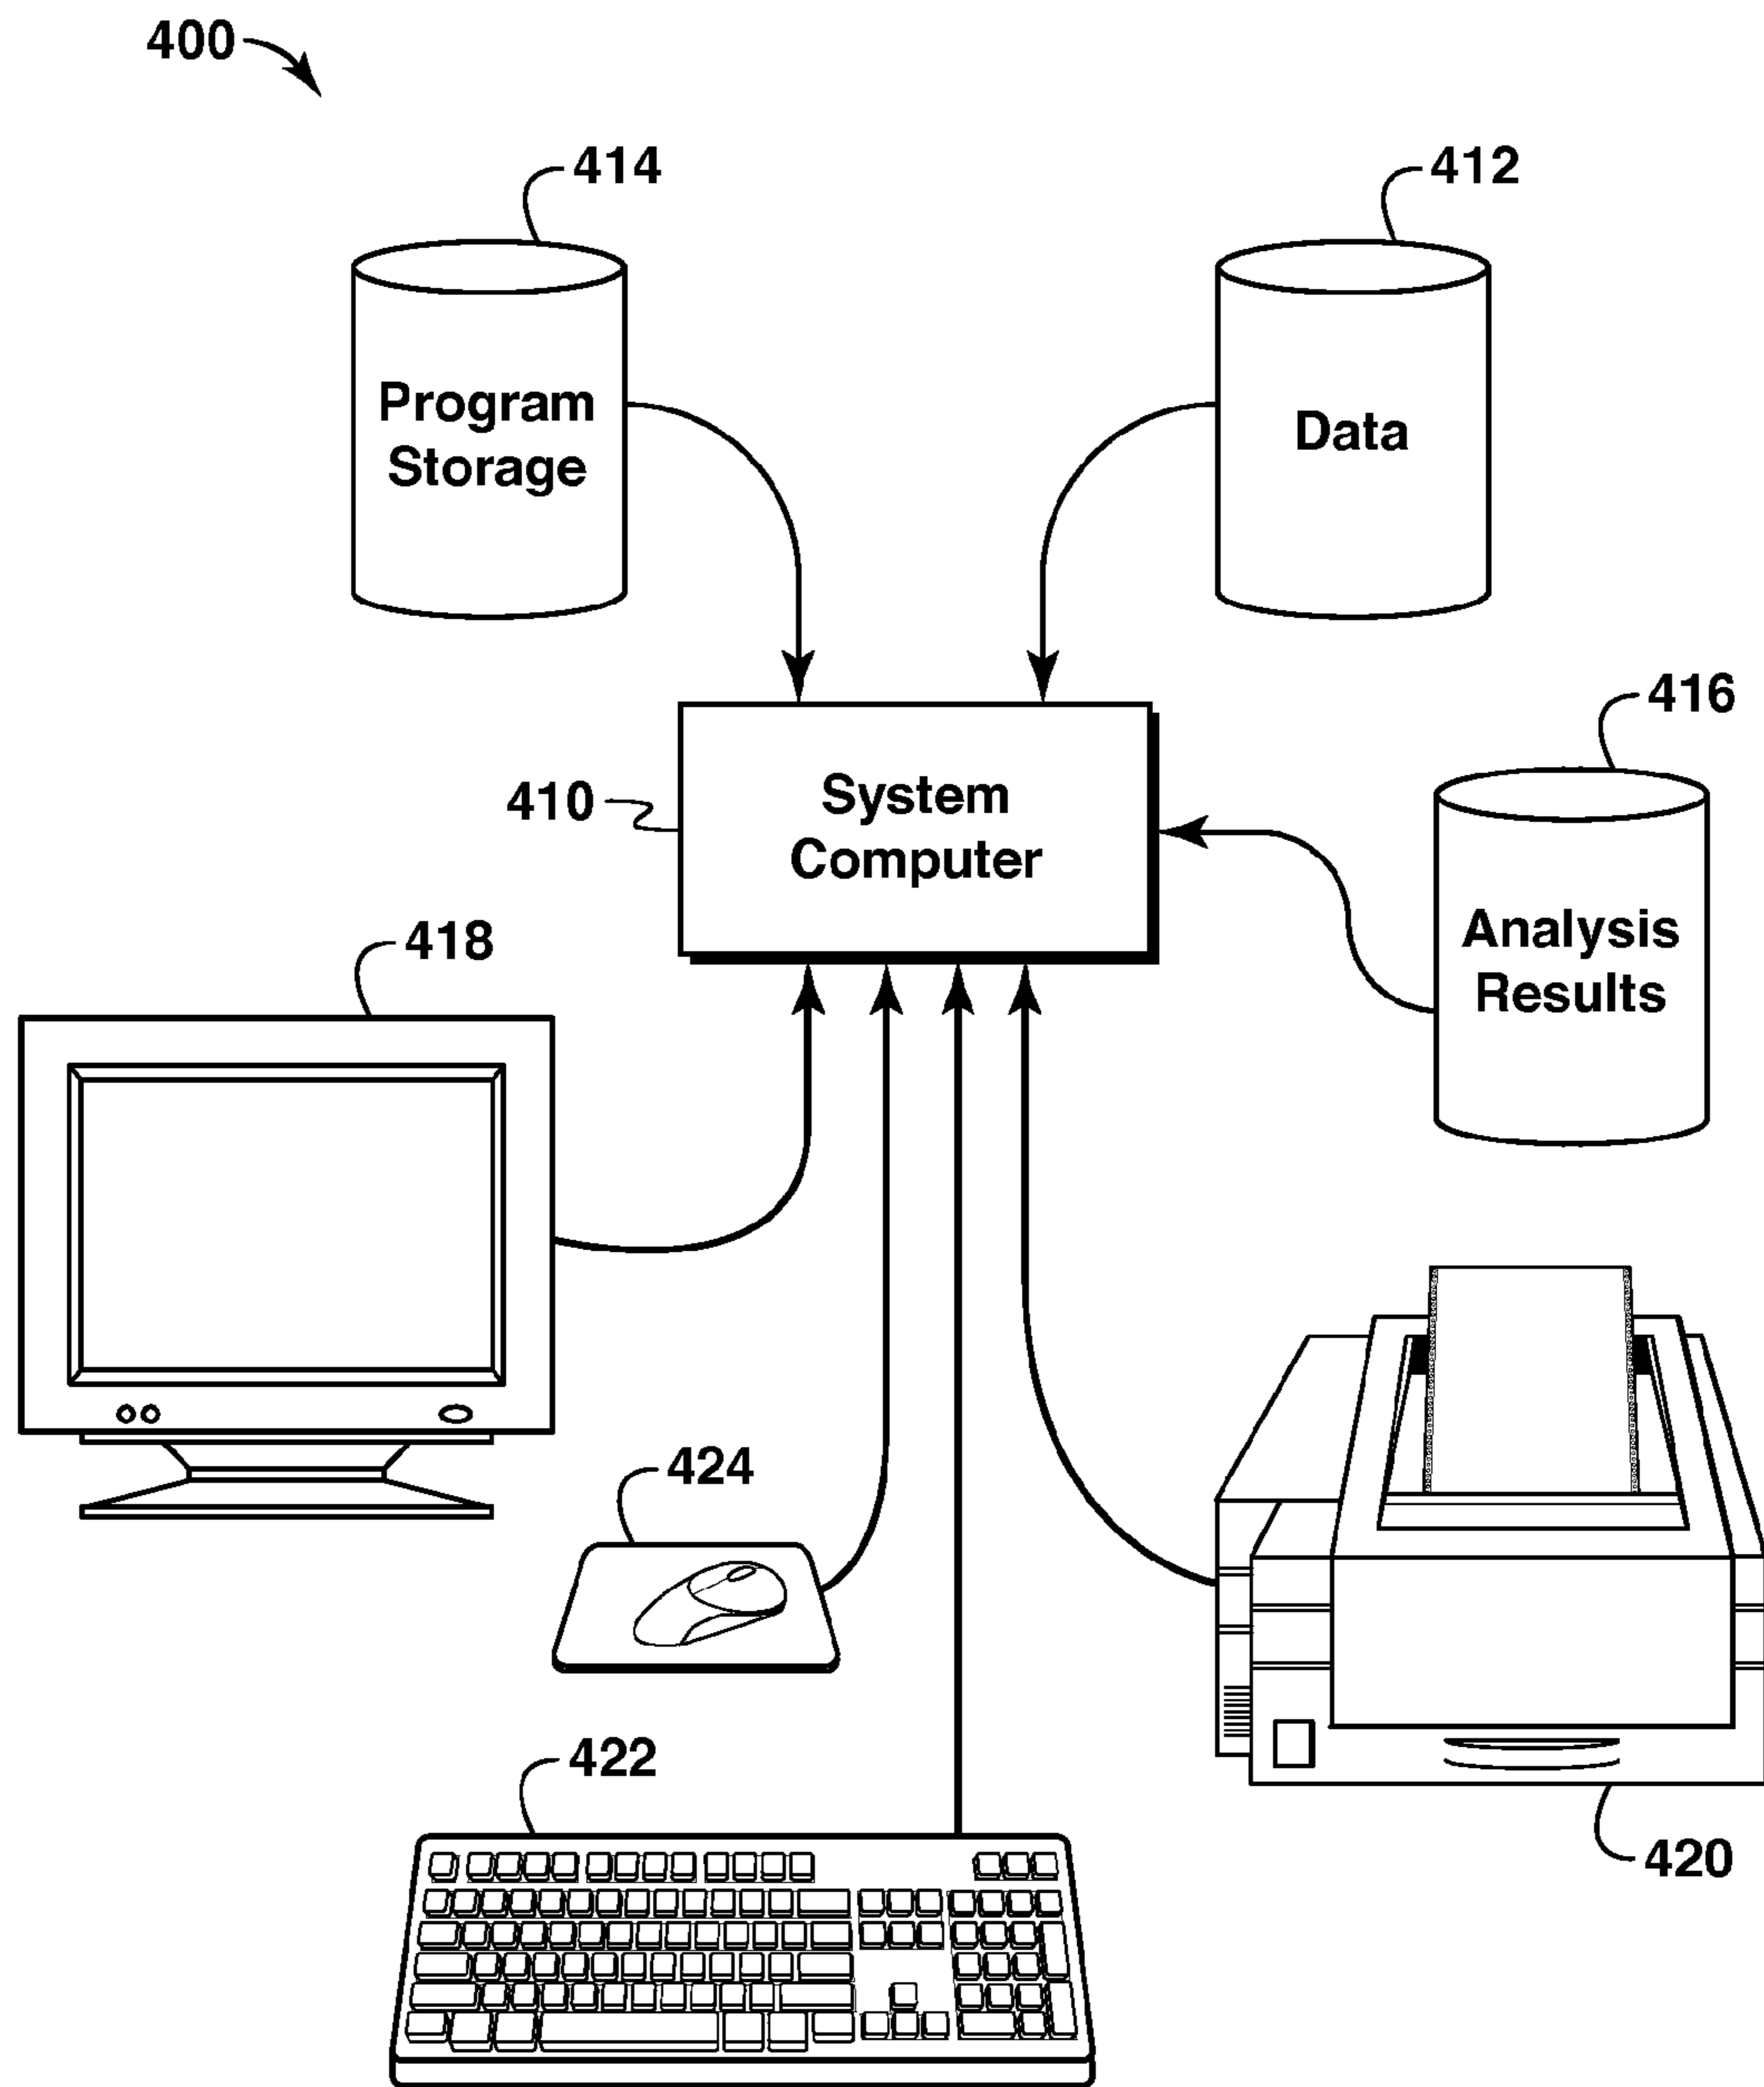 400
414
412
Program
Storage
Data
416
410
System
Computer
Analysis
Results
418
424
422
420